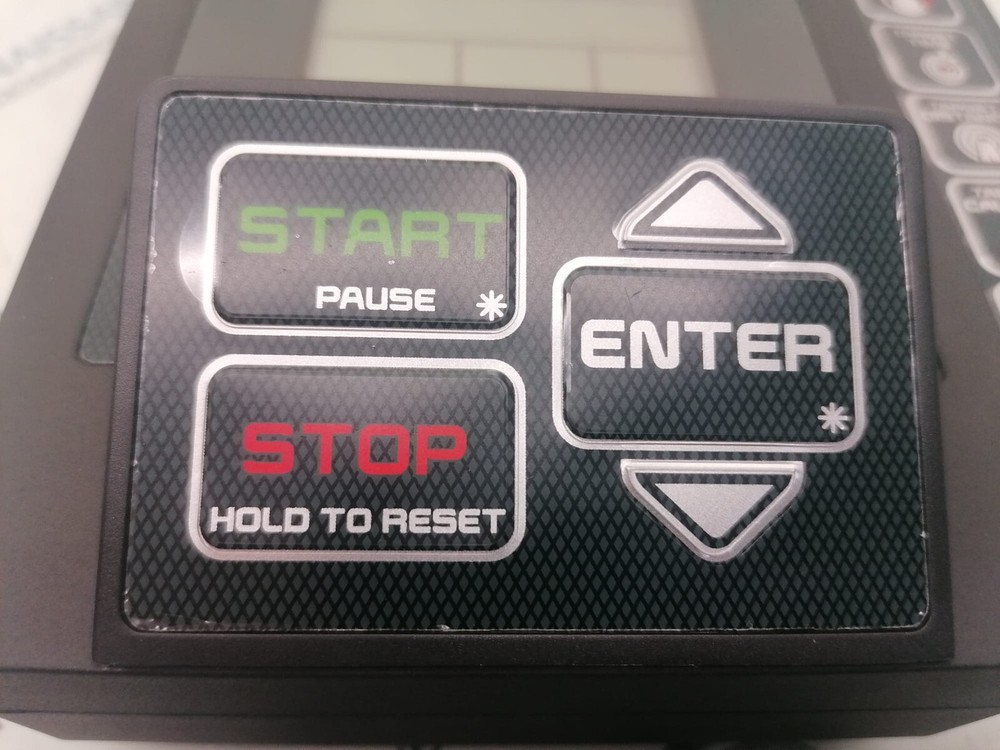 START
PAUSE *
STOP
HOLD TO RESET
ENTER
*